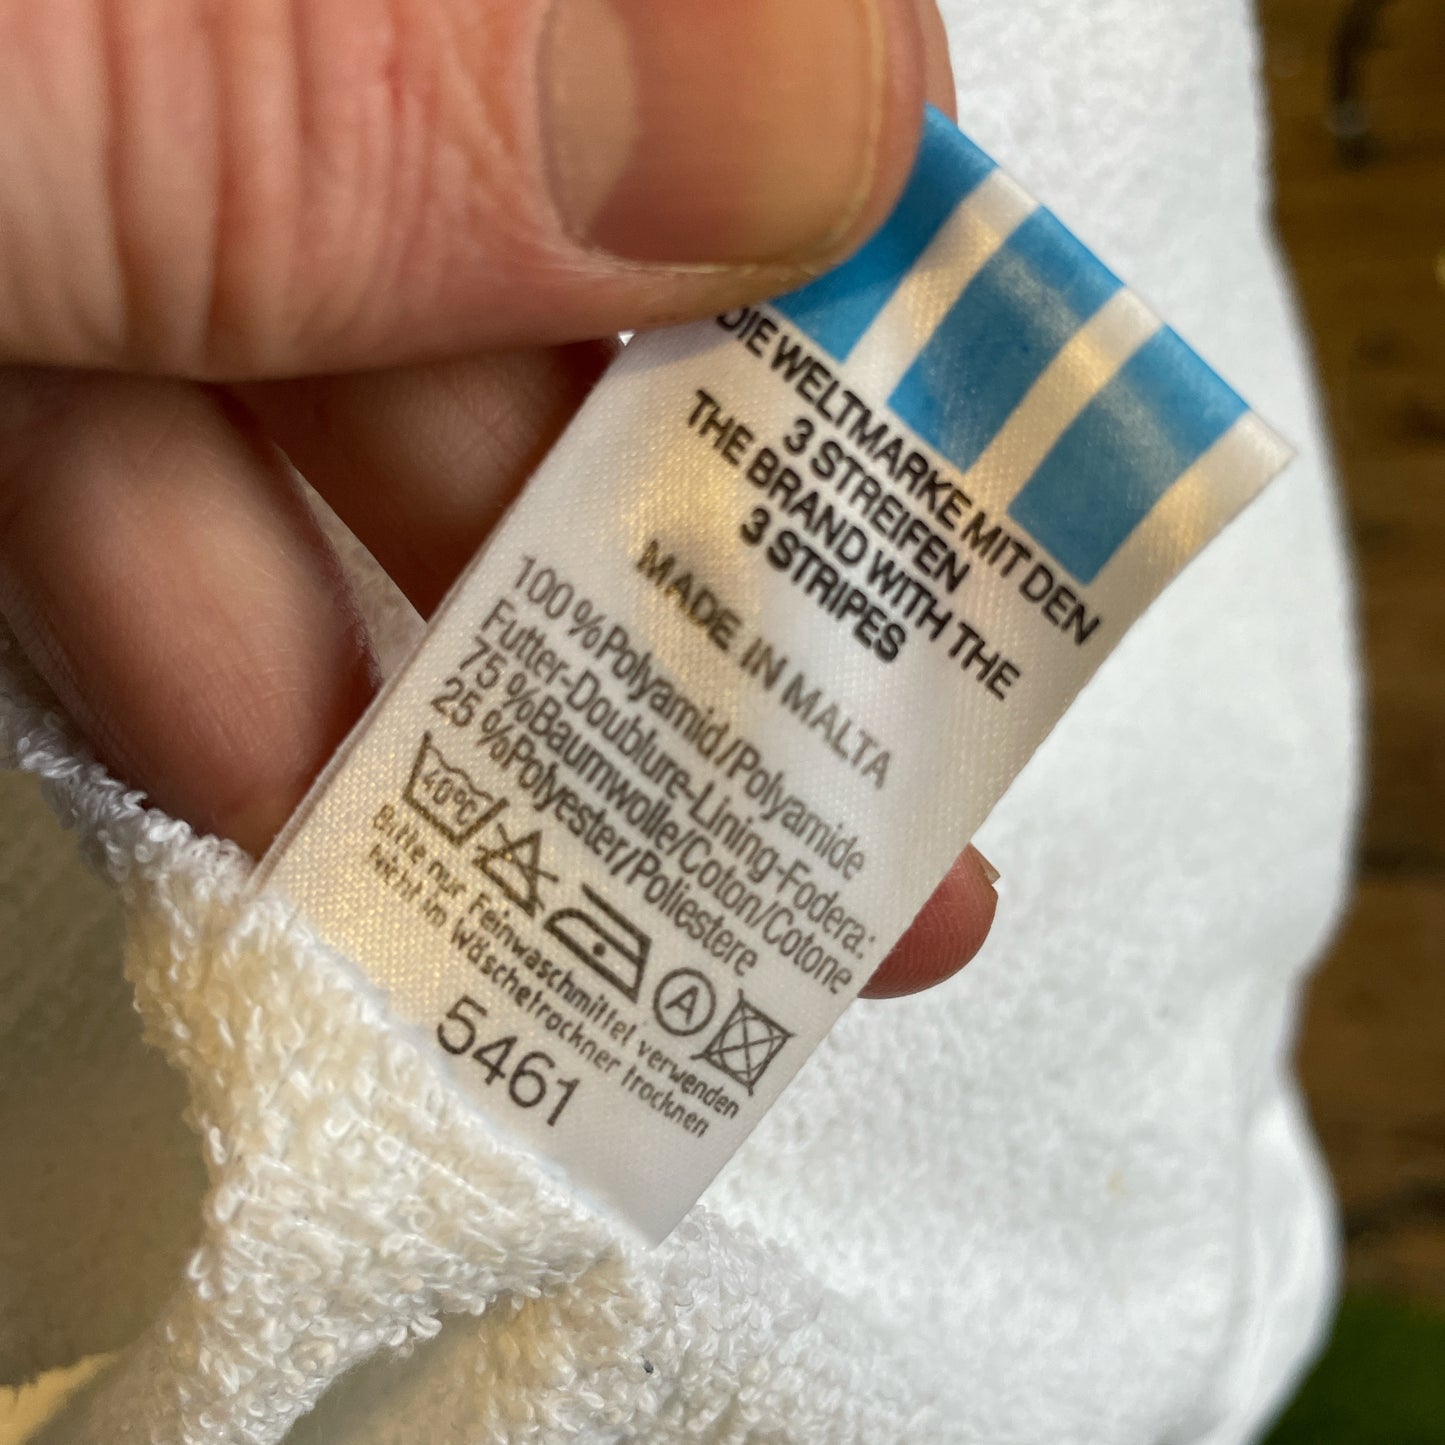 DIE WELTMARKE MIT DEN
3 STREIFEN
THE BRAND WITH THE
3 STRIPES
MADE IN MALTA
100 % Polyamid/Polyamide
Futter-Doublure-Lining-Fodera:
75 % Baumwolle/Coton/Cotone
25 % Polyester/Poliestere
40°C A
Bitte nur Feinwaschmittel verwenden
Nicht im Wäschetrockner trocknen
5461